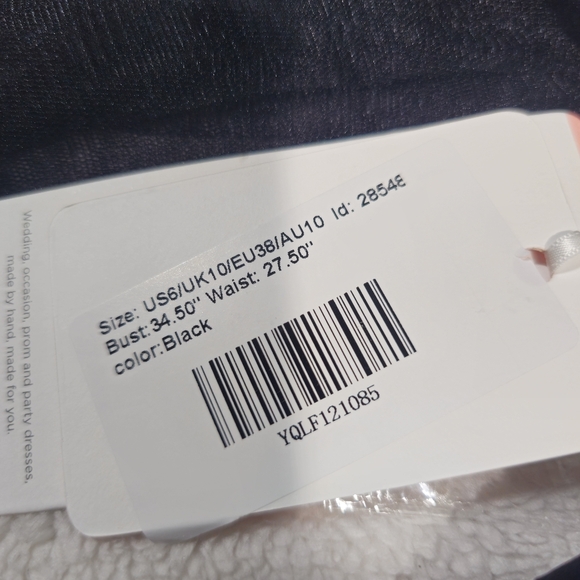 Size: US6/UK10/EU38/AU10 Id: 28548
Bust:34.50" Waist: 27.50"
color:Black
YQLF121085
Wedding, occasion, prom and party dresses,
made by hand, made for you.